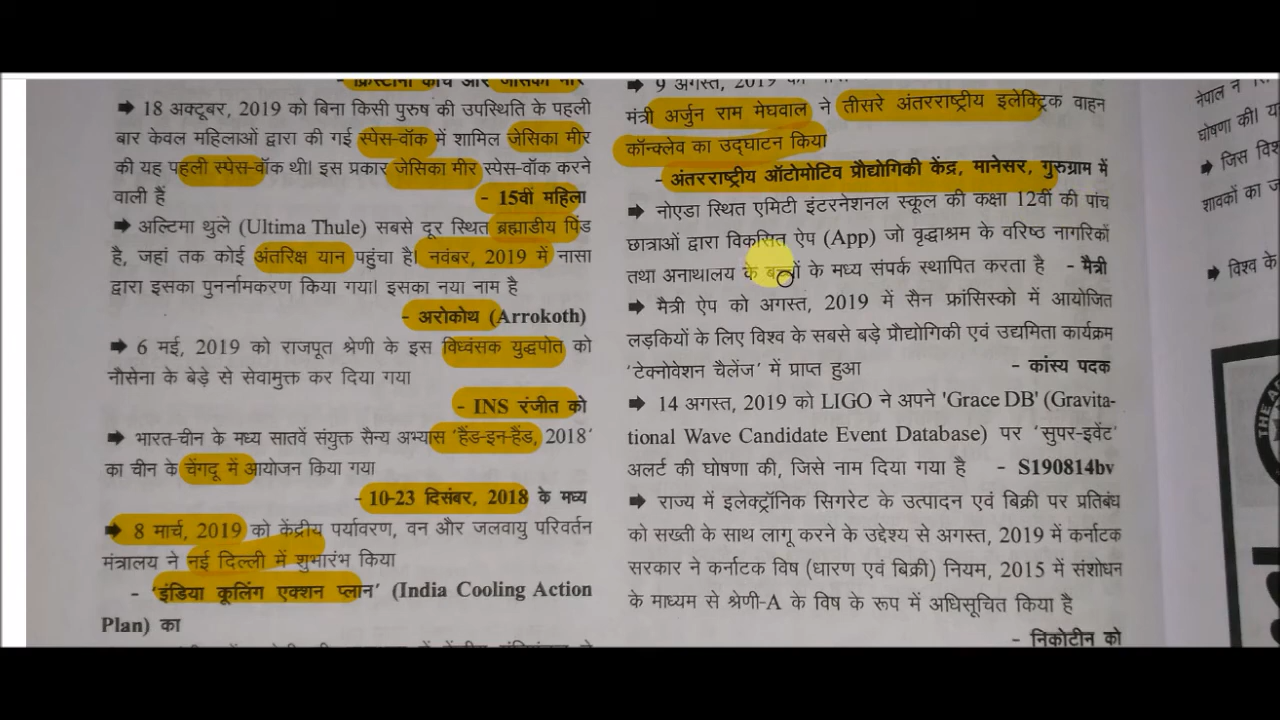 क्रिस्टीना कोच और जेसिका मीर
➡ 18 अक्टूबर, 2019 को बिना किसी पुरुष की उपस्थिति के पहली
बार केवल महिलाओं द्वारा की गई स्पेस-वॉक में शामिल जेसिका मीर
की यह पहली स्पेस-वॉक थी। इस प्रकार जेसिका मीर स्पेस-वॉक करने
वाली हैं
- 15वीं महिला
➡ अल्टिमा थुले (Ultima Thule) सबसे दूर स्थित ब्रह्माडीय पिंड
है, जहां तक कोई अंतरिक्ष यान पहुंचा है। नवंबर, 2019 में नासा
द्वारा इसका पुनर्नामकरण किया गया। इसका नया नाम है
- अरोकोथ (Arrokoth)
➡ 6 मई, 2019 को राजपूत श्रेणी के इस विध्वंसक युद्धपोत को
नौसेना के बेड़े से सेवामुक्त कर दिया गया
- INS रंजीत को
➡ भारत-चीन के मध्य सातवें संयुक्त सैन्य अभ्यास 'हैंड-इन-हैंड, 2018'
का चीन के चेंगदू में आयोजन किया गया
- 10-23 दिसंबर, 2018 के मध्य
➡ 8 मार्च, 2019 को केंद्रीय पर्यावरण, वन और जलवायु परिवर्तन
मंत्रालय ने नई दिल्ली में शुभारंभ किया
- 'इंडिया कूलिंग एक्शन प्लान' (India Cooling Action
Plan) का
➡ 9 अगस्त, 2019 को
मंत्री अर्जुन राम मेघवाल ने तीसरे अंतरराष्ट्रीय इलेक्ट्रिक वाहन
कॉन्क्लेव का उद्घाटन किया
- अंतरराष्ट्रीय ऑटोमोटिव प्रौद्योगिकी केंद्र, मानेसर, गुरुग्राम में
➡ नोएडा स्थित एमिटी इंटरनेशनल स्कूल की कक्षा 12वीं की पांच
छात्राओं द्वारा विकसित ऐप (App) जो वृद्धाश्रम के वरिष्ठ नागरिकों
तथा अनाथालय के बच्चों के मध्य संपर्क स्थापित करता है - मैत्री
➡ मैत्री ऐप को अगस्त, 2019 में सैन फ्रांसिस्को में आयोजित
लड़कियों के लिए विश्व के सबसे बड़े प्रौद्योगिकी एवं उद्यमिता कार्यक्रम
'टेक्नोवेशन चैलेंज' में प्राप्त हुआ - कांस्य पदक
➡ 14 अगस्त, 2019 को LIGO ने अपने 'Grace DB' (Gravita-
tional Wave Candidate Event Database) पर 'सुपर-इवेंट'
अलर्ट की घोषणा की, जिसे नाम दिया गया है - S190814bv
➡ राज्य में इलेक्ट्रॉनिक सिगरेट के उत्पादन एवं बिक्री पर प्रतिबंध
को सख्ती के साथ लागू करने के उद्देश्य से अगस्त, 2019 में कर्नाटक
सरकार ने कर्नाटक विष (धारण एवं बिक्री) नियम, 2015 में संशोधन
के माध्यम से श्रेणी-A के विष के रूप में अधिसूचित किया है
- निकोटीन को
नेपाल ने
घोषणा की।
➡ जिस
शावकों का
➡ विश्व के
THE